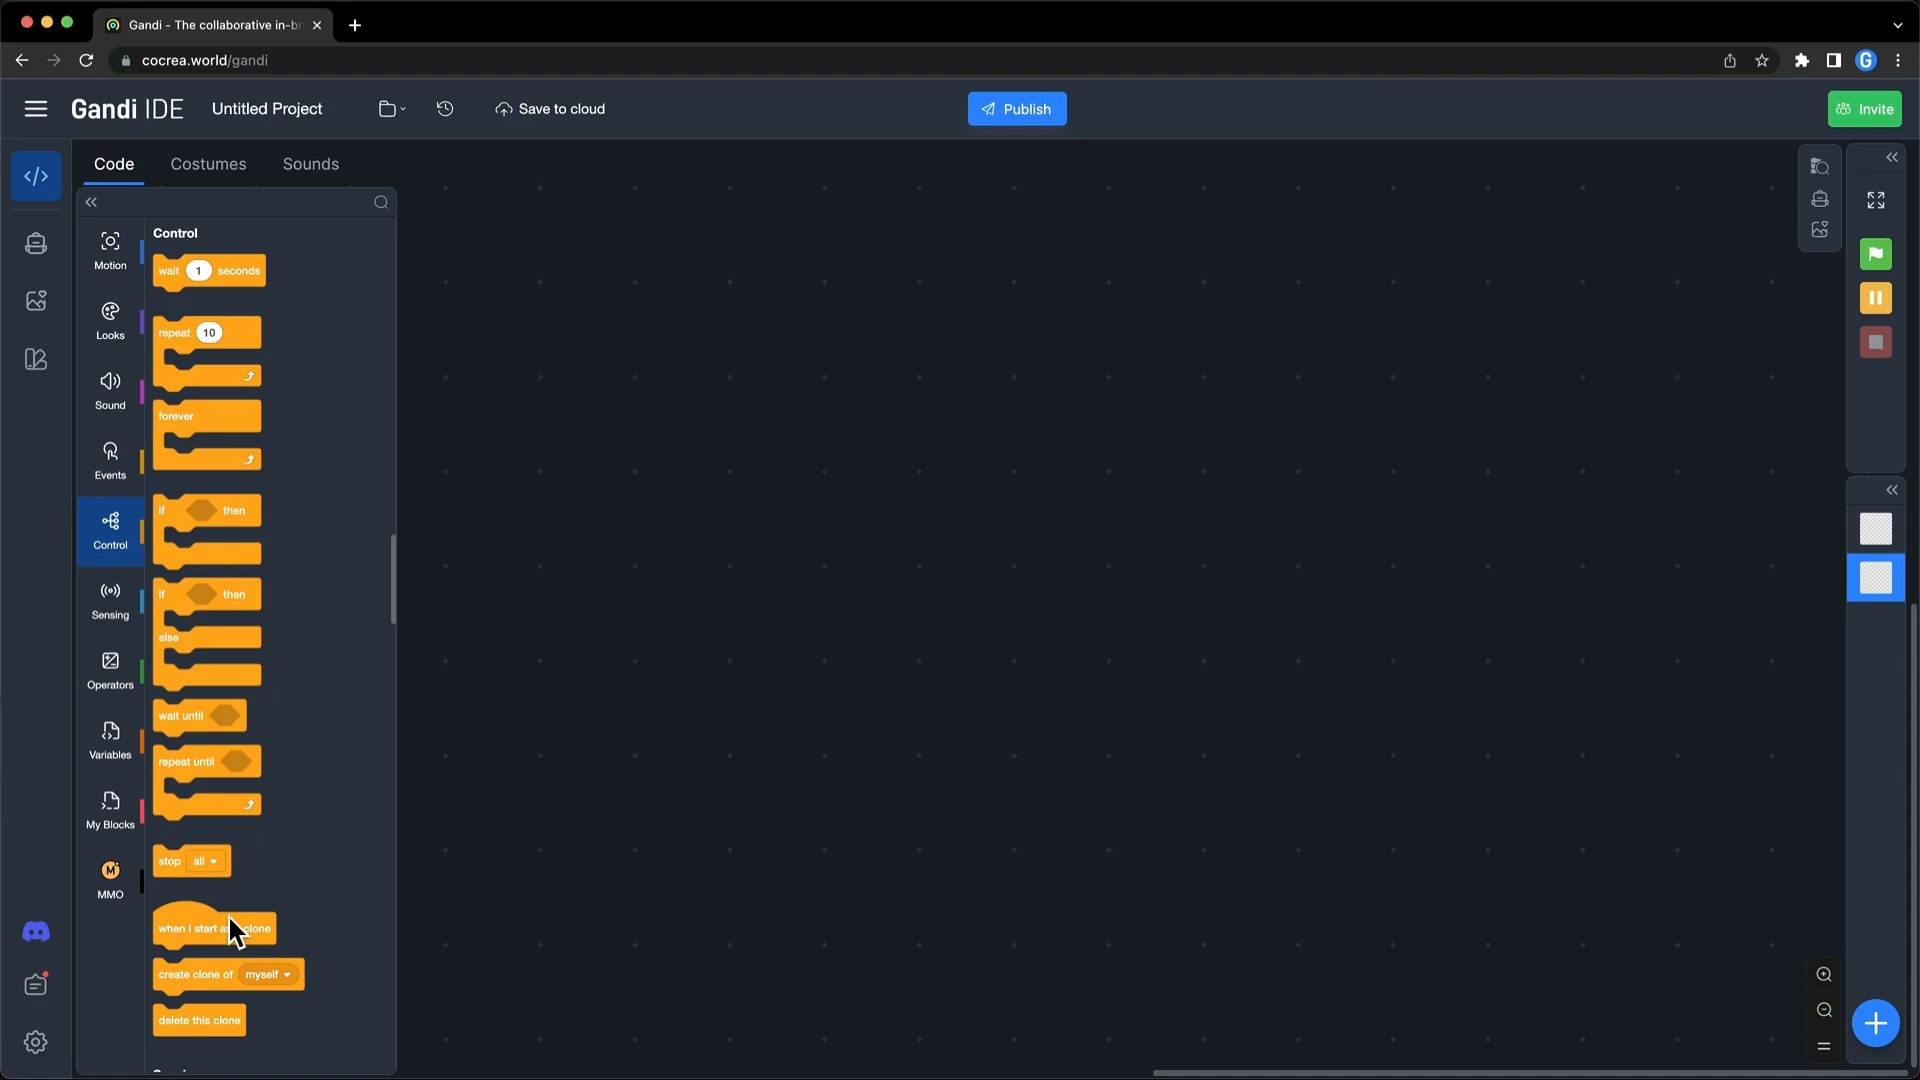 Gandi - The collaborative in-br
cocrea.world/gandi
G
Gandi IDE
Untitled Project
Save to cloud
Publish
Invite
Code
Costumes
Sounds
Motion
Looks
Sound
Events
Control
Sensing
Operators
Variables
My Blocks
M
MMO
Control
wait 1 seconds
repeat 10
forever
if then
if then
else
wait until
repeat until
stop all
when I start as clone
create clone of myself
delete this clone